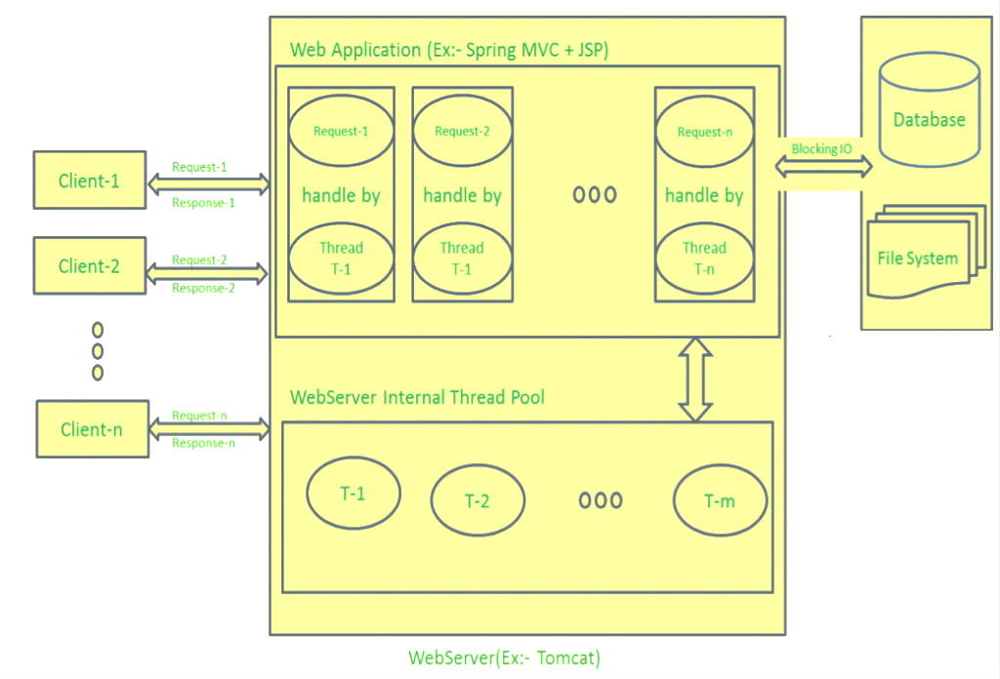 Web Application (Ex:- Spring MVC + JSP)
Request-1
handle by
Thread
T-1
Request-2
handle by
Thread
T-1
Request-n
handle by
Thread
T-n
Client-1
Request-1
Response-1
Client-2
Request-2
Response-2
Client-n
Request-n
Response-n
Blocking IO
Database
File System
WebServer Internal Thread Pool
T-1
T-2
T-m
WebServer(Ex:- Tomcat)